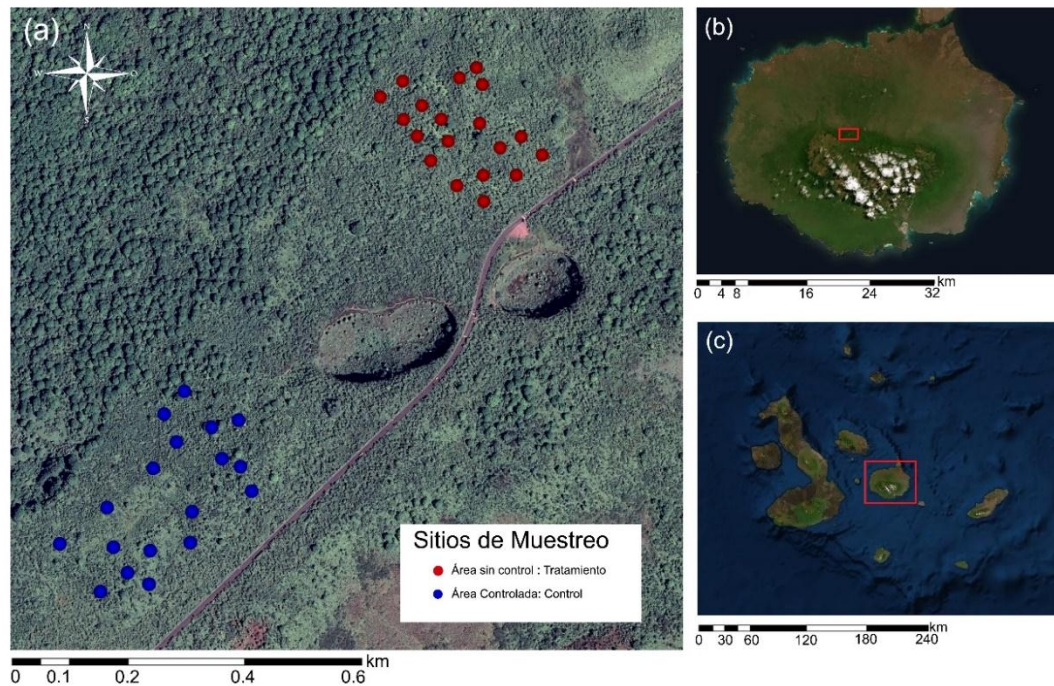 (a)
N
W
O
S
Sitios de Muestreo
Área sin control : Tratamiento
Área Controlada: Control
km
0 0.1 0.2 0.4 0.6
(b)
km
0 4 8 16 24 32
(c)
km
0 30 60 120 180 240